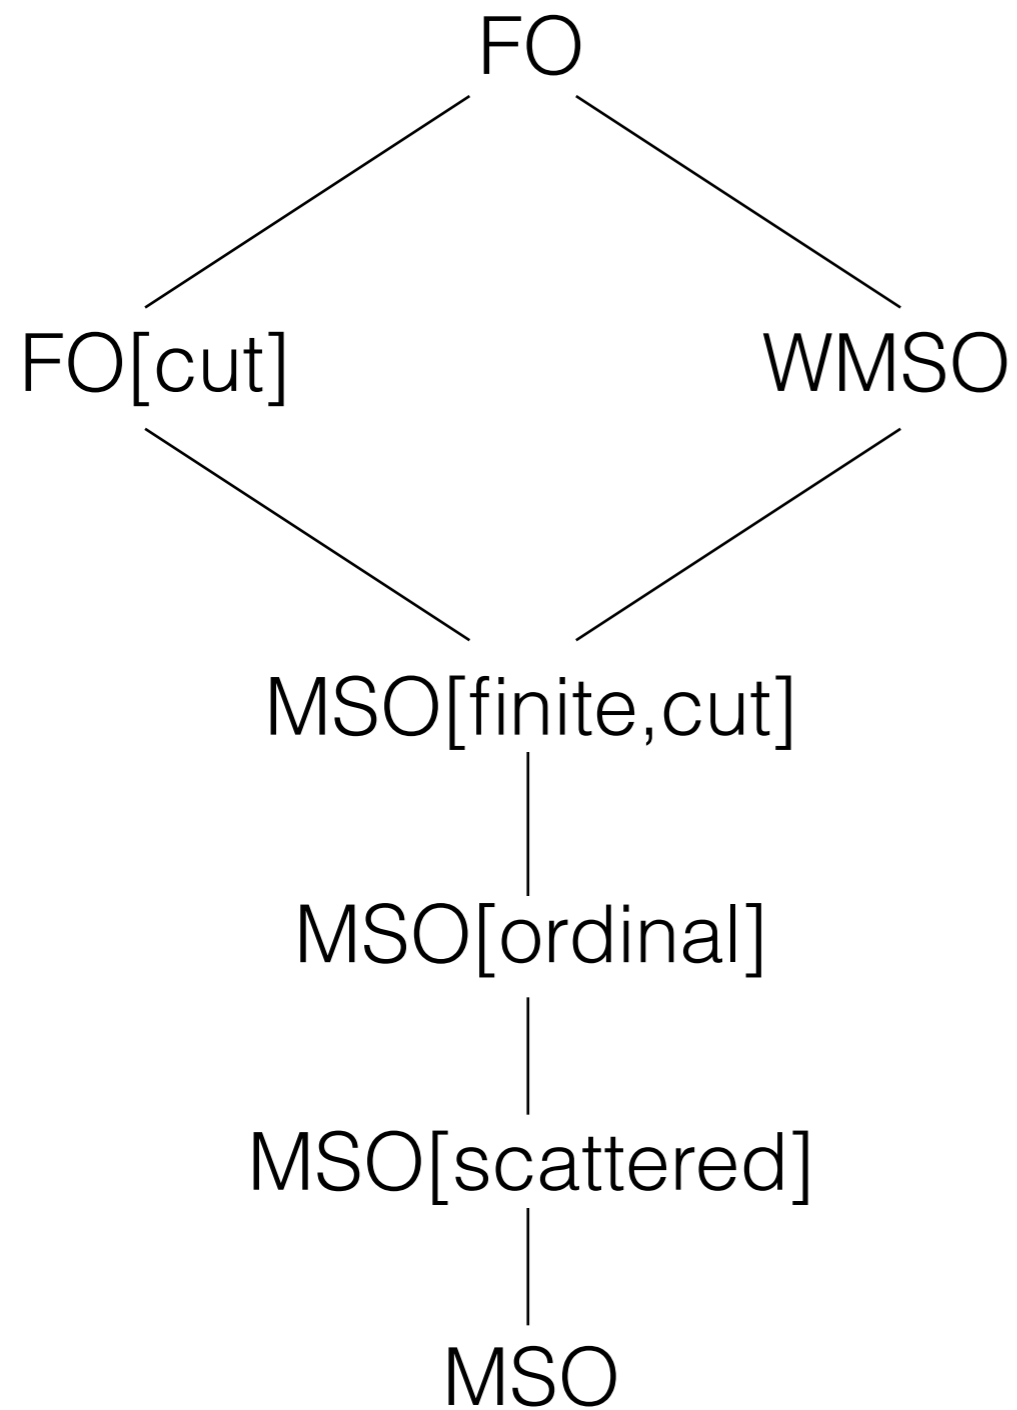 FO
FO[cut]
WMSO
MSO[finite,cut]
MSO[ordinal]
MSO[scattered]
MSO